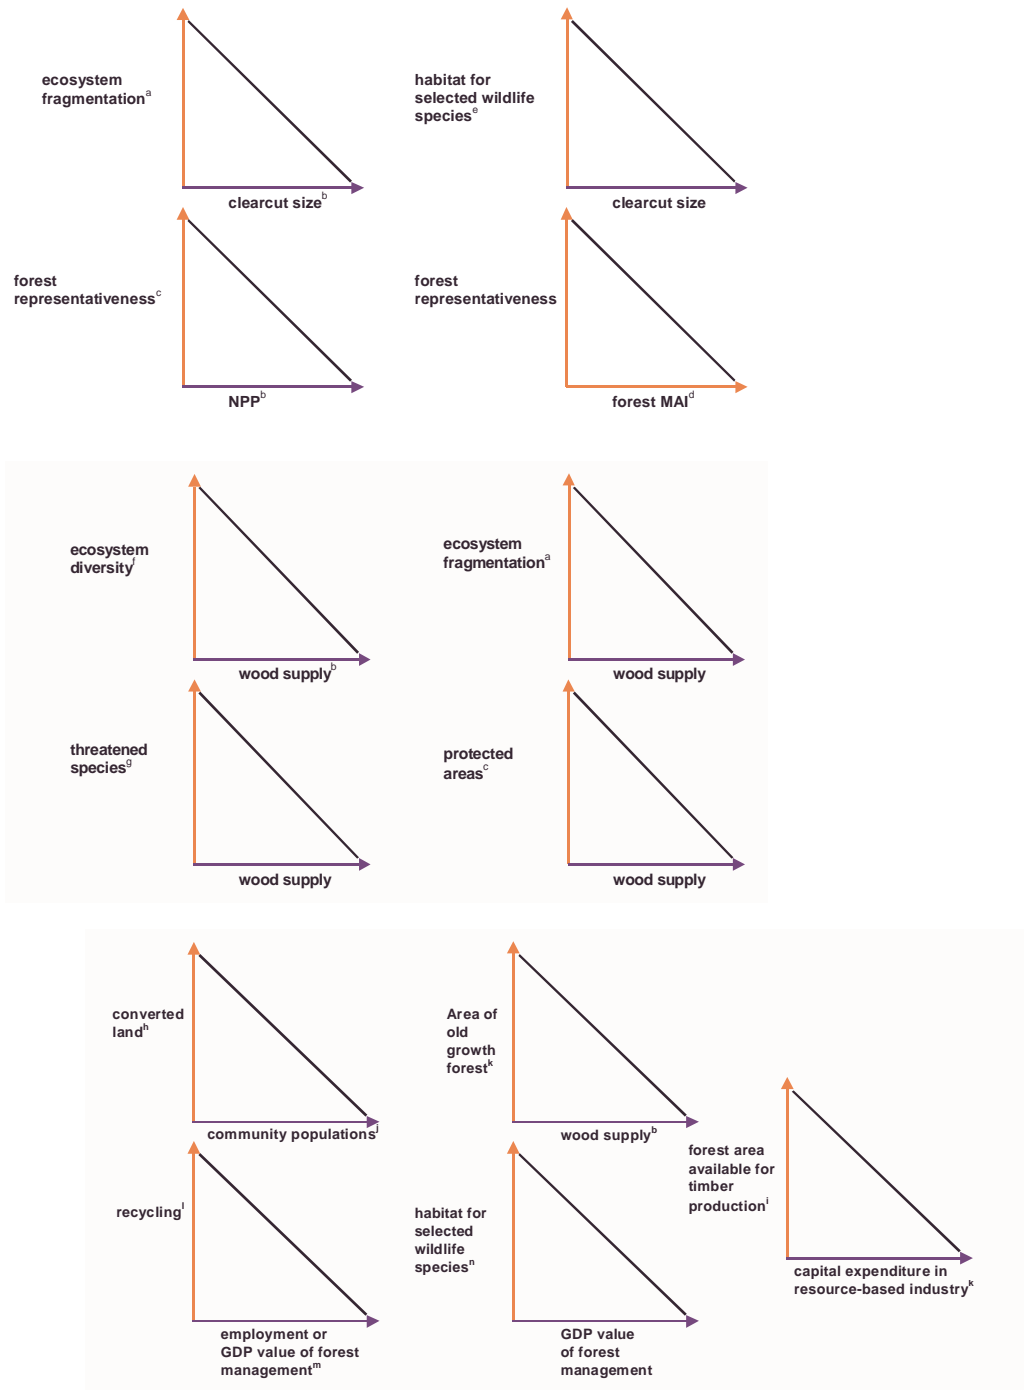 ecosystem
fragmentationᵃ
clearcut sizeᵇ
habitat for
selected wildlife
speciesᵉ
clearcut size
forest
representativenessᶜ
NPPᵇ
forest
representativeness
forest MAIᵈ
ecosystem
diversityᶠ
wood supplyᵇ
ecosystem
fragmentationᵃ
wood supply
threatened
speciesᵍ
wood supply
protected
areasᶜ
wood supply
converted
landʰ
community populationsʲ
Area of
old
growth
forestᵏ
wood supplyᵇ
forest area
available for
timber
productionⁱ
capital expenditure in
resource-based industryᵏ
recyclingˡ
employment or
GDP value of forest
managementᵐ
habitat for
selected
wildlife
speciesⁿ
GDP value
of forest
management